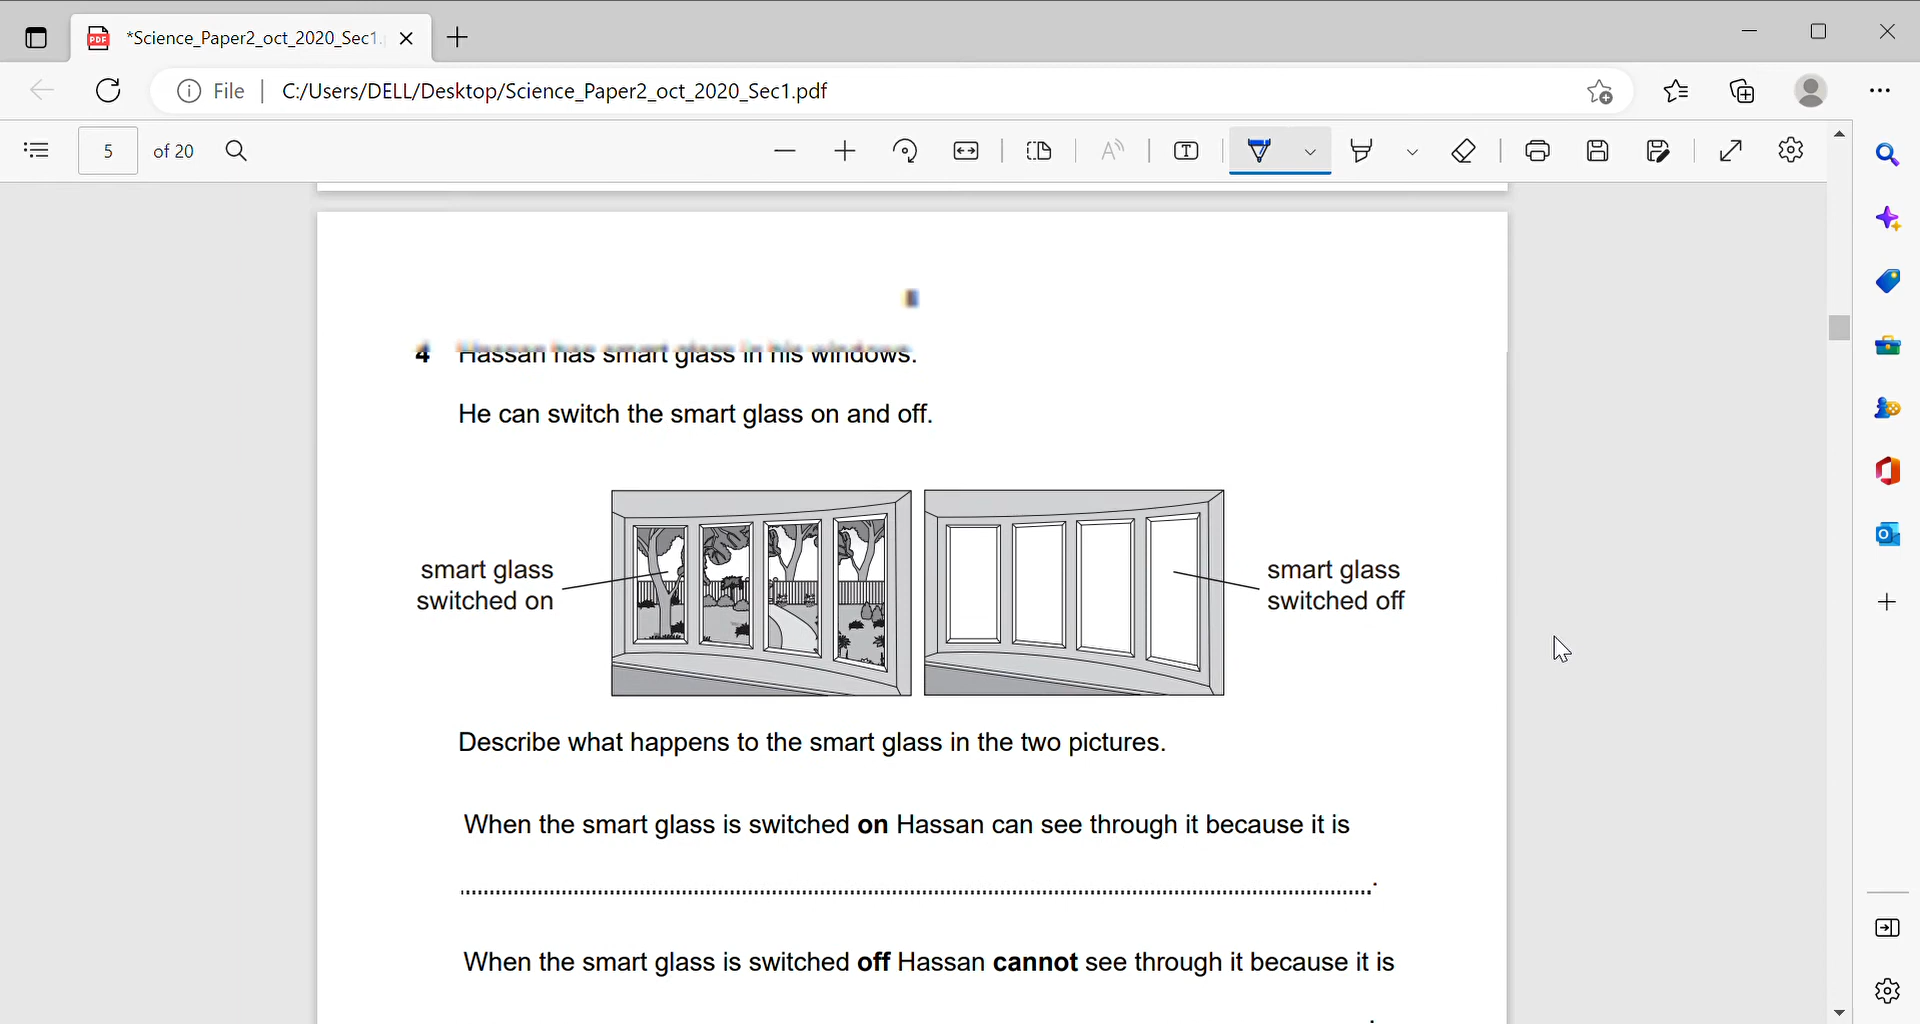 *Science_Paper2_oct_2020_Sec1.
File
C:/Users/DELL/Desktop/Science_Paper2_oct_2020_Sec1.pdf
5 of 20
4 Hassan has smart glass in his windows.
He can switch the smart glass on and off.
smart glass
switched on
smart glass
switched off
Describe what happens to the smart glass in the two pictures.
When the smart glass is switched on Hassan can see through it because it is
When the smart glass is switched off Hassan cannot see through it because it is